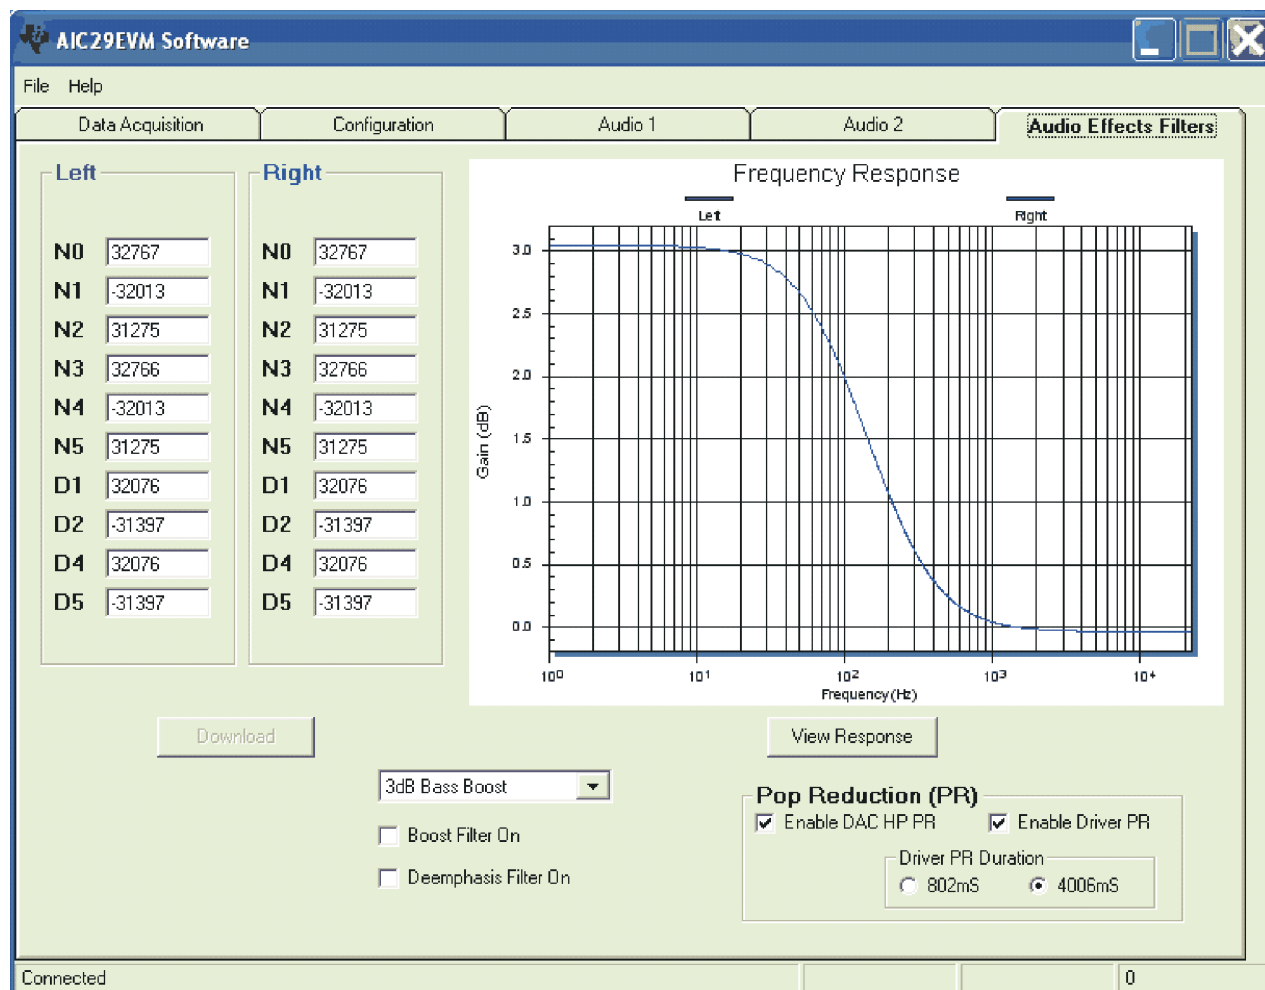 AIC29EVM Software
File Help
Data Acquisition Configuration Audio 1 Audio 2 Audio Effects Filters
Left Right
N0 32767 N0 32767
N1 -32013 N1 -32013
N2 31275 N2 31275
N3 32766 N3 32766
N4 -32013 N4 -32013
N5 31275 N5 31275
D1 32076 D1 32076
D2 -31397 D2 -31397
D4 32076 D4 32076
D5 -31397 D5 -31397
Frequency Response
Left Right
3.0
2.5
2.0
1.5
1.0
0.5
0.0
Gain (dB)
10⁰ 10¹ 10² 10³ 10⁴
Frequency(Hz)
Download
View Response
3dB Bass Boost
Boost Filter On
Deemphasis Filter On
Pop Reduction (PR)
Enable DAC HP PR Enable Driver PR
Driver PR Duration
802mS 4006mS
Connected 0